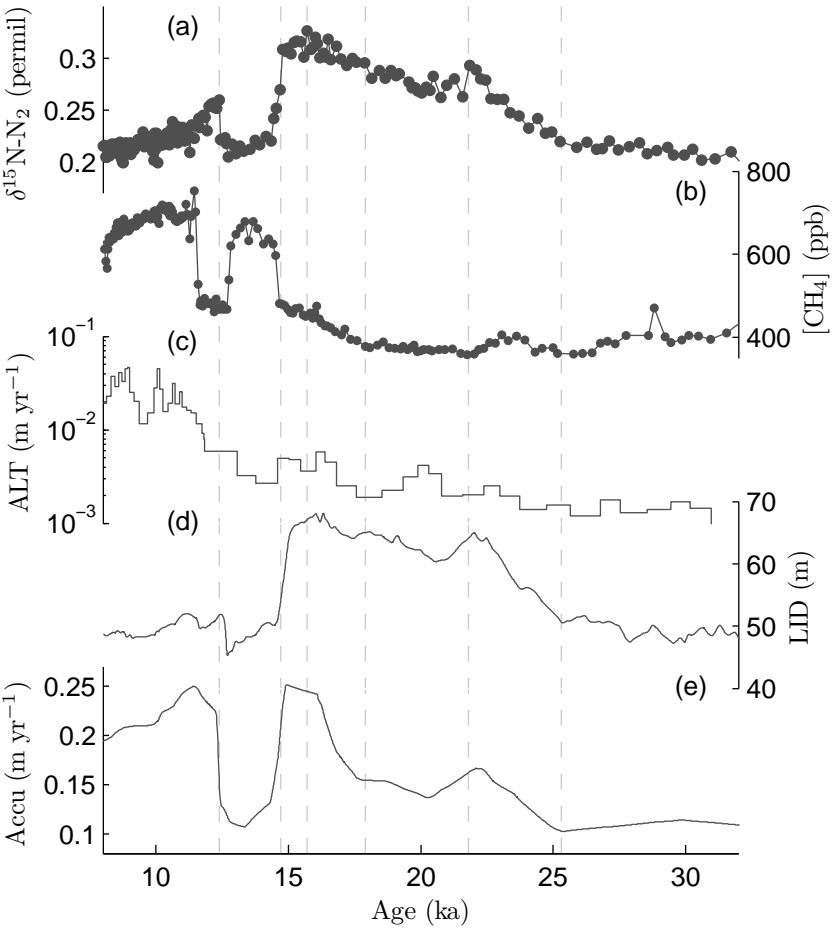 (a)
δ¹⁵N-N₂ (permil)
0.3
0.25
0.2
(b)
[CH₄] (ppb)
800
600
400
(c)
ALT (m yr⁻¹)
10⁻¹
10⁻²
10⁻³
(d)
LID (m)
70
60
50
40
(e)
Accu (m yr⁻¹)
0.25
0.2
0.15
0.1
10 15 20 25 30
Age (ka)